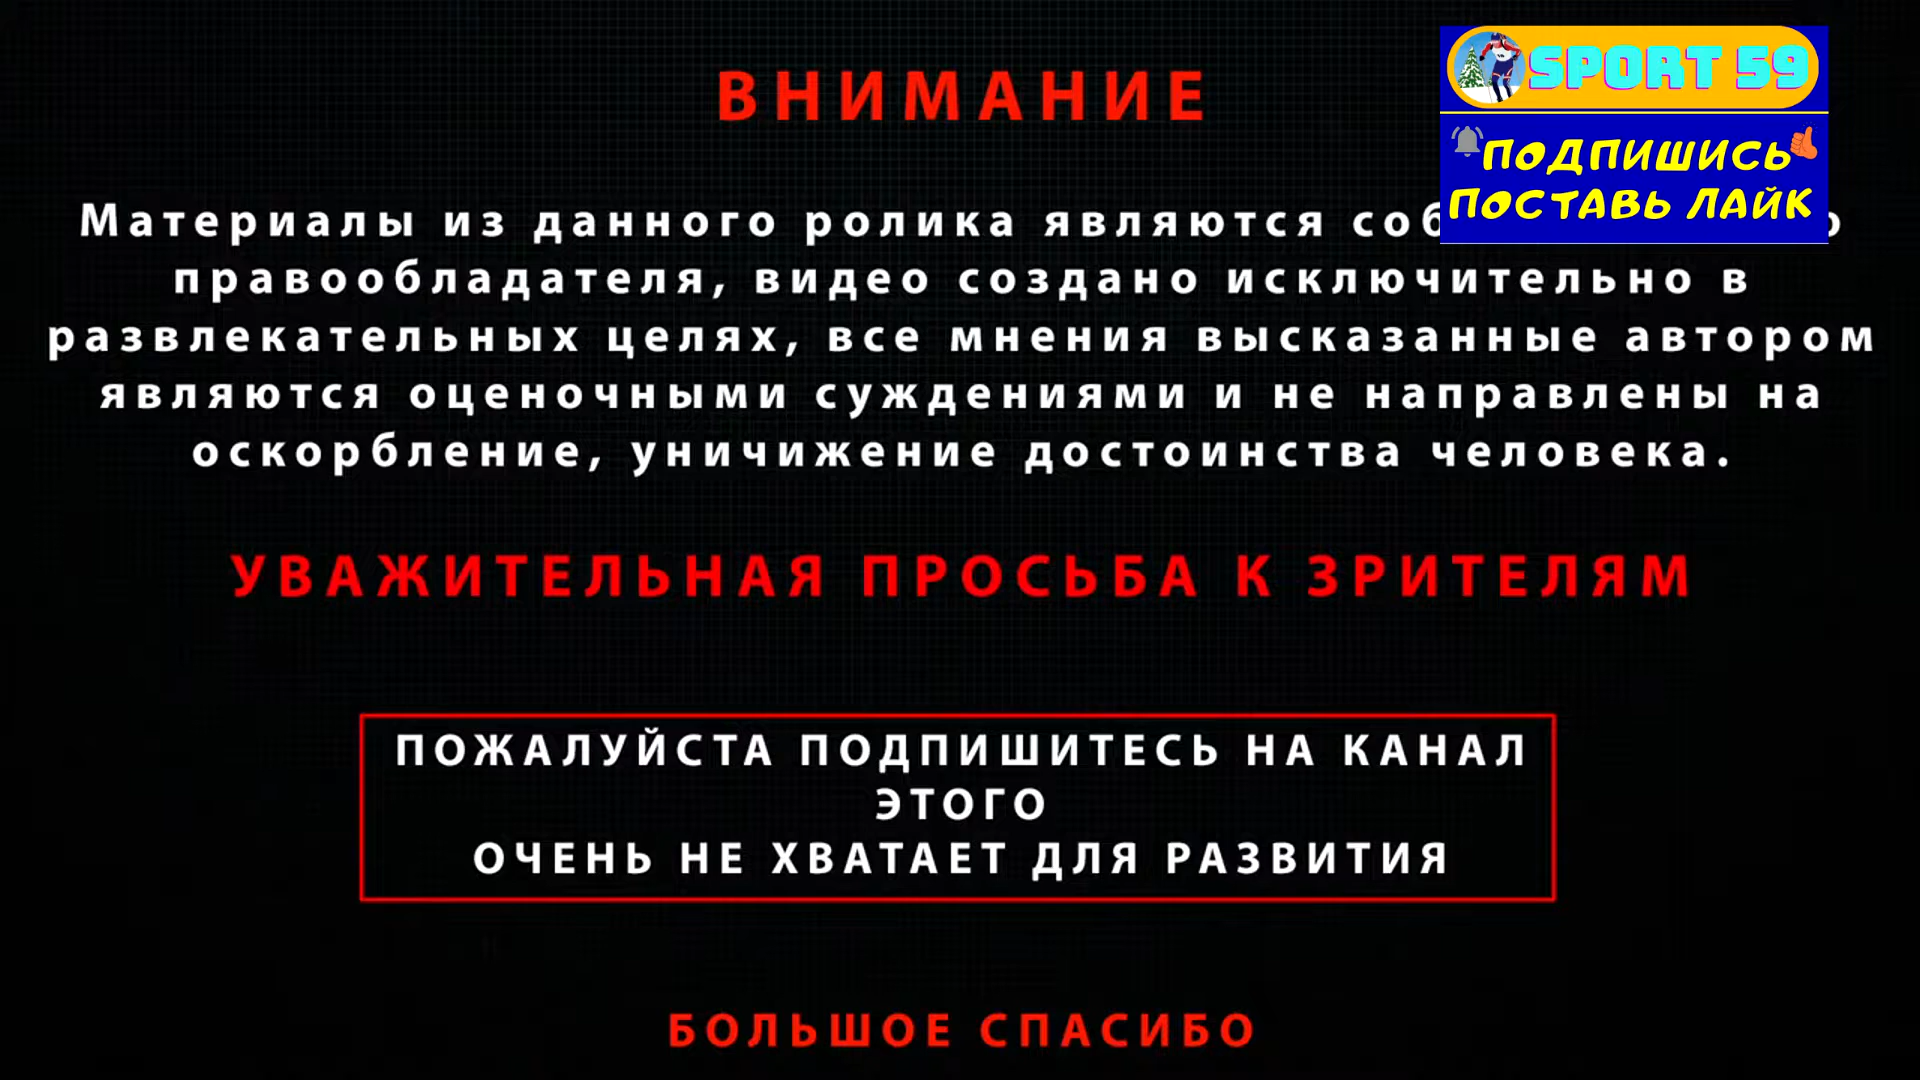 ВНИМАНИЕ
SPORT 59
ПОДПИШИСЬ
ПОСТАВЬ ЛАЙК
Материалы из данного ролика являются
правообладателя, видео создано исключительно в
развлекательных целях, все мнения высказанные автором
являются оценочными суждениями и не направлены на
оскорбление, уничижение достоинства человека.
УВАЖИТЕЛЬНАЯ ПРОСЬБА К ЗРИТЕЛЯМ
ПОЖАЛУЙСТА ПОДПИШИТЕСЬ НА КАНАЛ
ЭТОГО
ОЧЕНЬ НЕ ХВАТАЕТ ДЛЯ РАЗВИТИЯ
БОЛЬШОЕ СПАСИБО